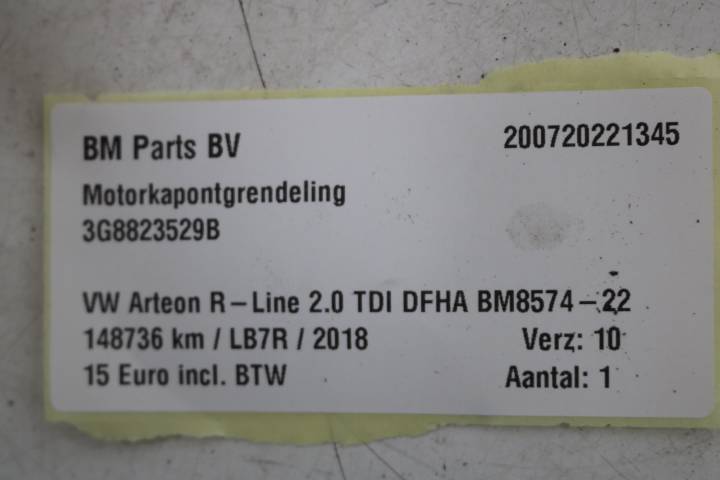 BM Parts BV 200720221345
Motorkapontgrendeling
3G8823529B
VW Arteon R-Line 2.0 TDI DFHA BM8574-22
148736 km / LB7R / 2018 Verz: 10
15 Euro incl. BTW Aantal: 1